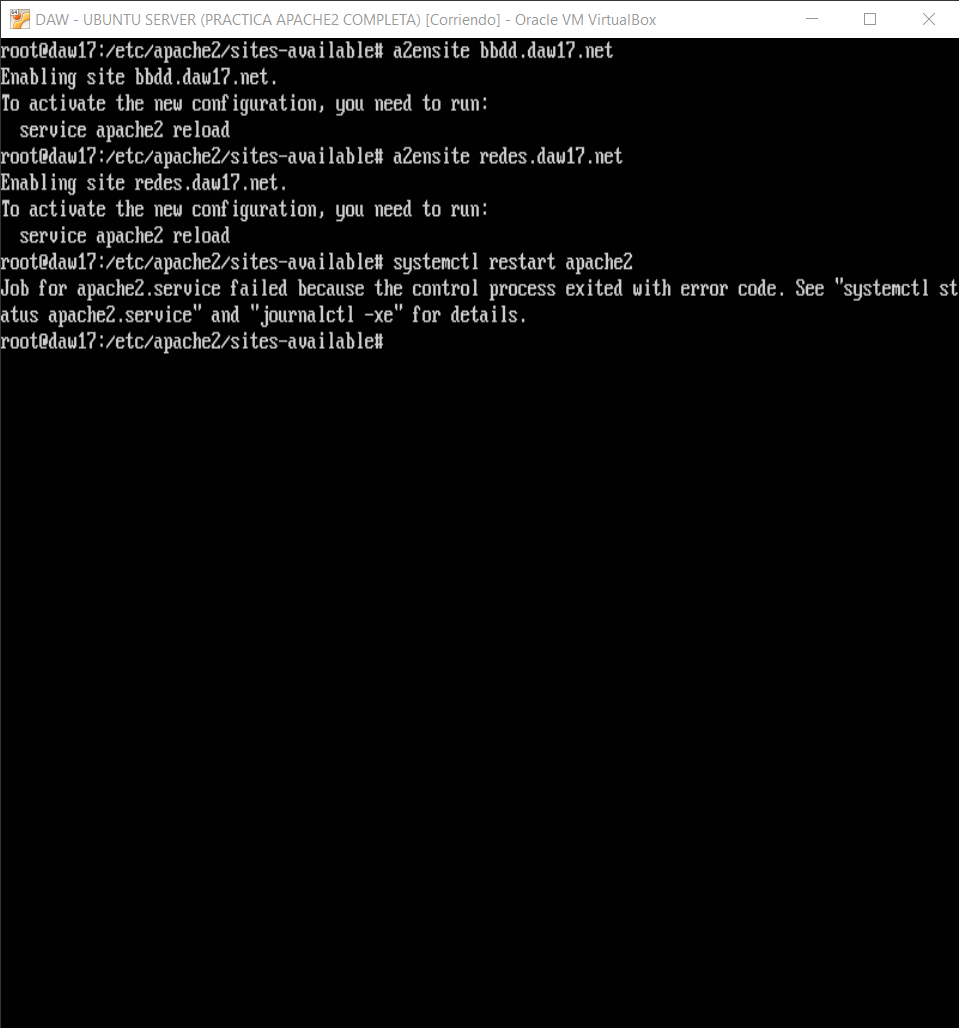 DAW - UBUNTU SERVER (PRACTICA APACHE2 COMPLETA) [Corriendo] - Oracle VM VirtualBox
root@daw17:/etc/apache2/sites-available# a2ensite bbdd.daw17.net
Enabling site bbdd.daw17.net.
To activate the new configuration, you need to run:
  service apache2 reload
root@daw17:/etc/apache2/sites-available# a2ensite redes.daw17.net
Enabling site redes.daw17.net.
To activate the new configuration, you need to run:
  service apache2 reload
root@daw17:/etc/apache2/sites-available# systemctl restart apache2
Job for apache2.service failed because the control process exited with error code. See "systemctl st
atus apache2.service" and "journalctl -xe" for details.
root@daw17:/etc/apache2/sites-available#